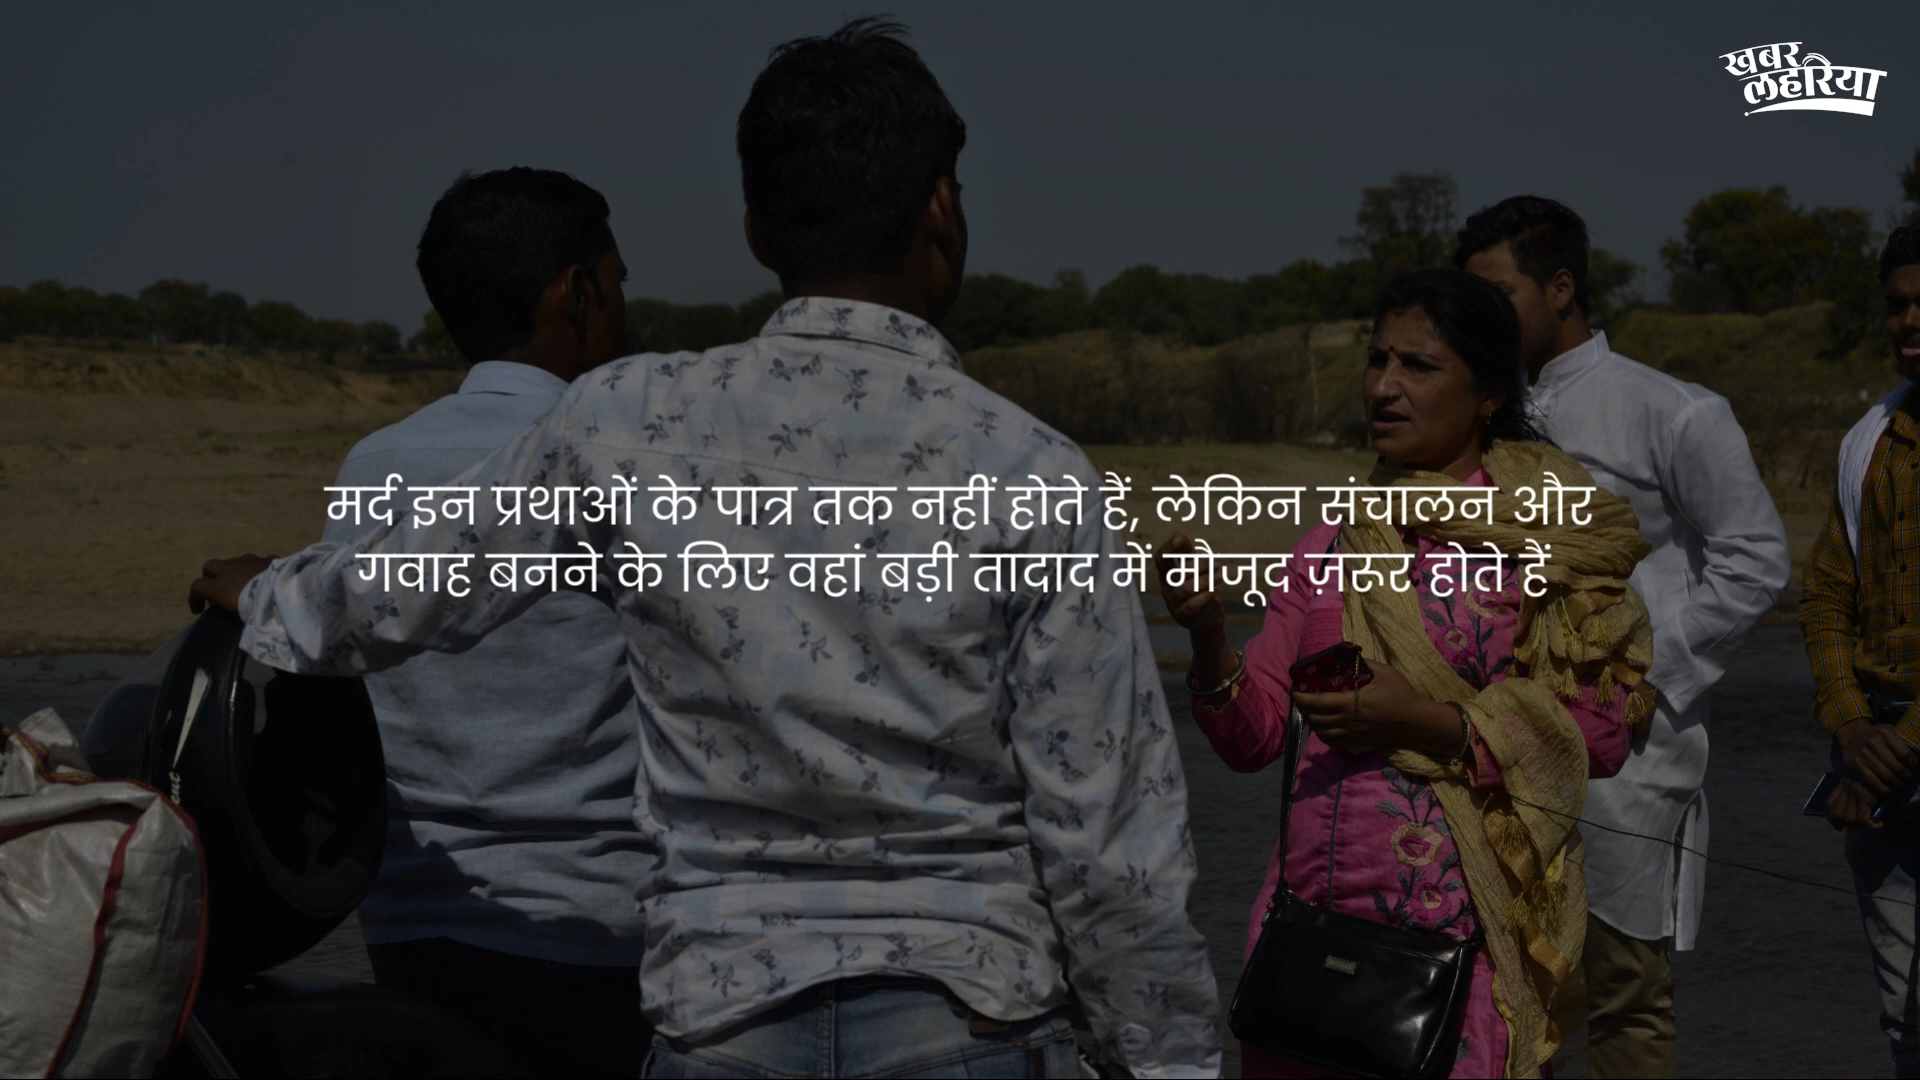 खबर
लहरिया
मर्द इन प्रथाओं के पात्र तक नहीं होते हैं, लेकिन संचालन और
गवाह बनने के लिए वहां बड़ी तादाद में मौजूद ज़रूर होते हैं